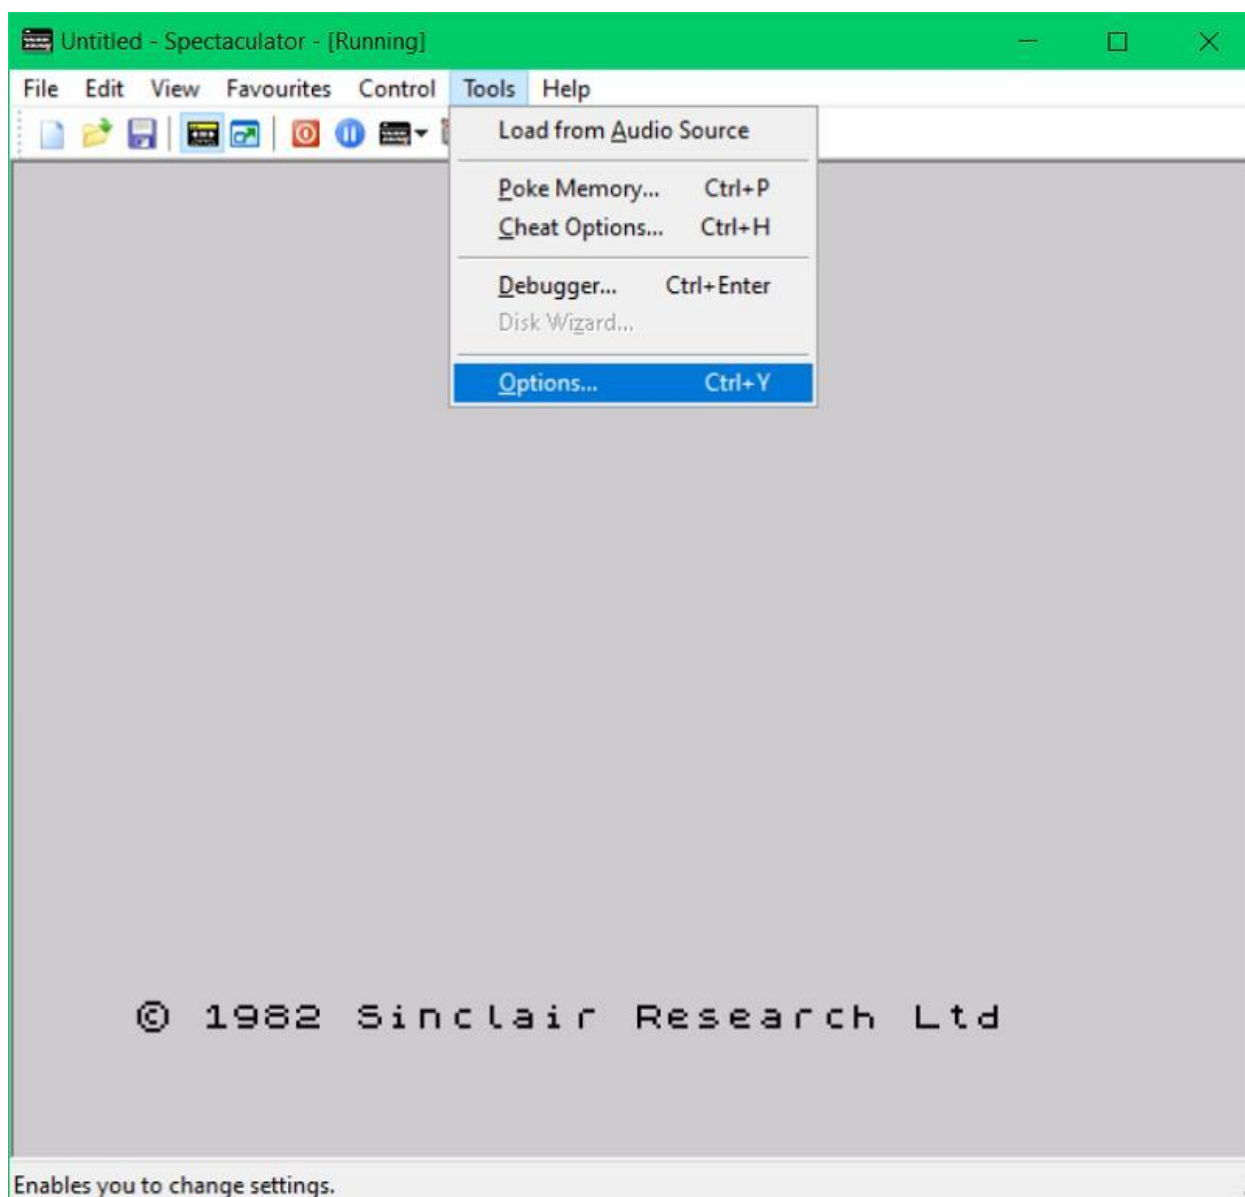 Untitled - Spectaculator - [Running]
File Edit View Favourites Control Tools Help
Load from Audio Source
Poke Memory... Ctrl+P
Cheat Options... Ctrl+H
Debugger... Ctrl+Enter
Disk Wizard...
Options... Ctrl+Y
© 1982 Sinclair Research Ltd
Enables you to change settings.